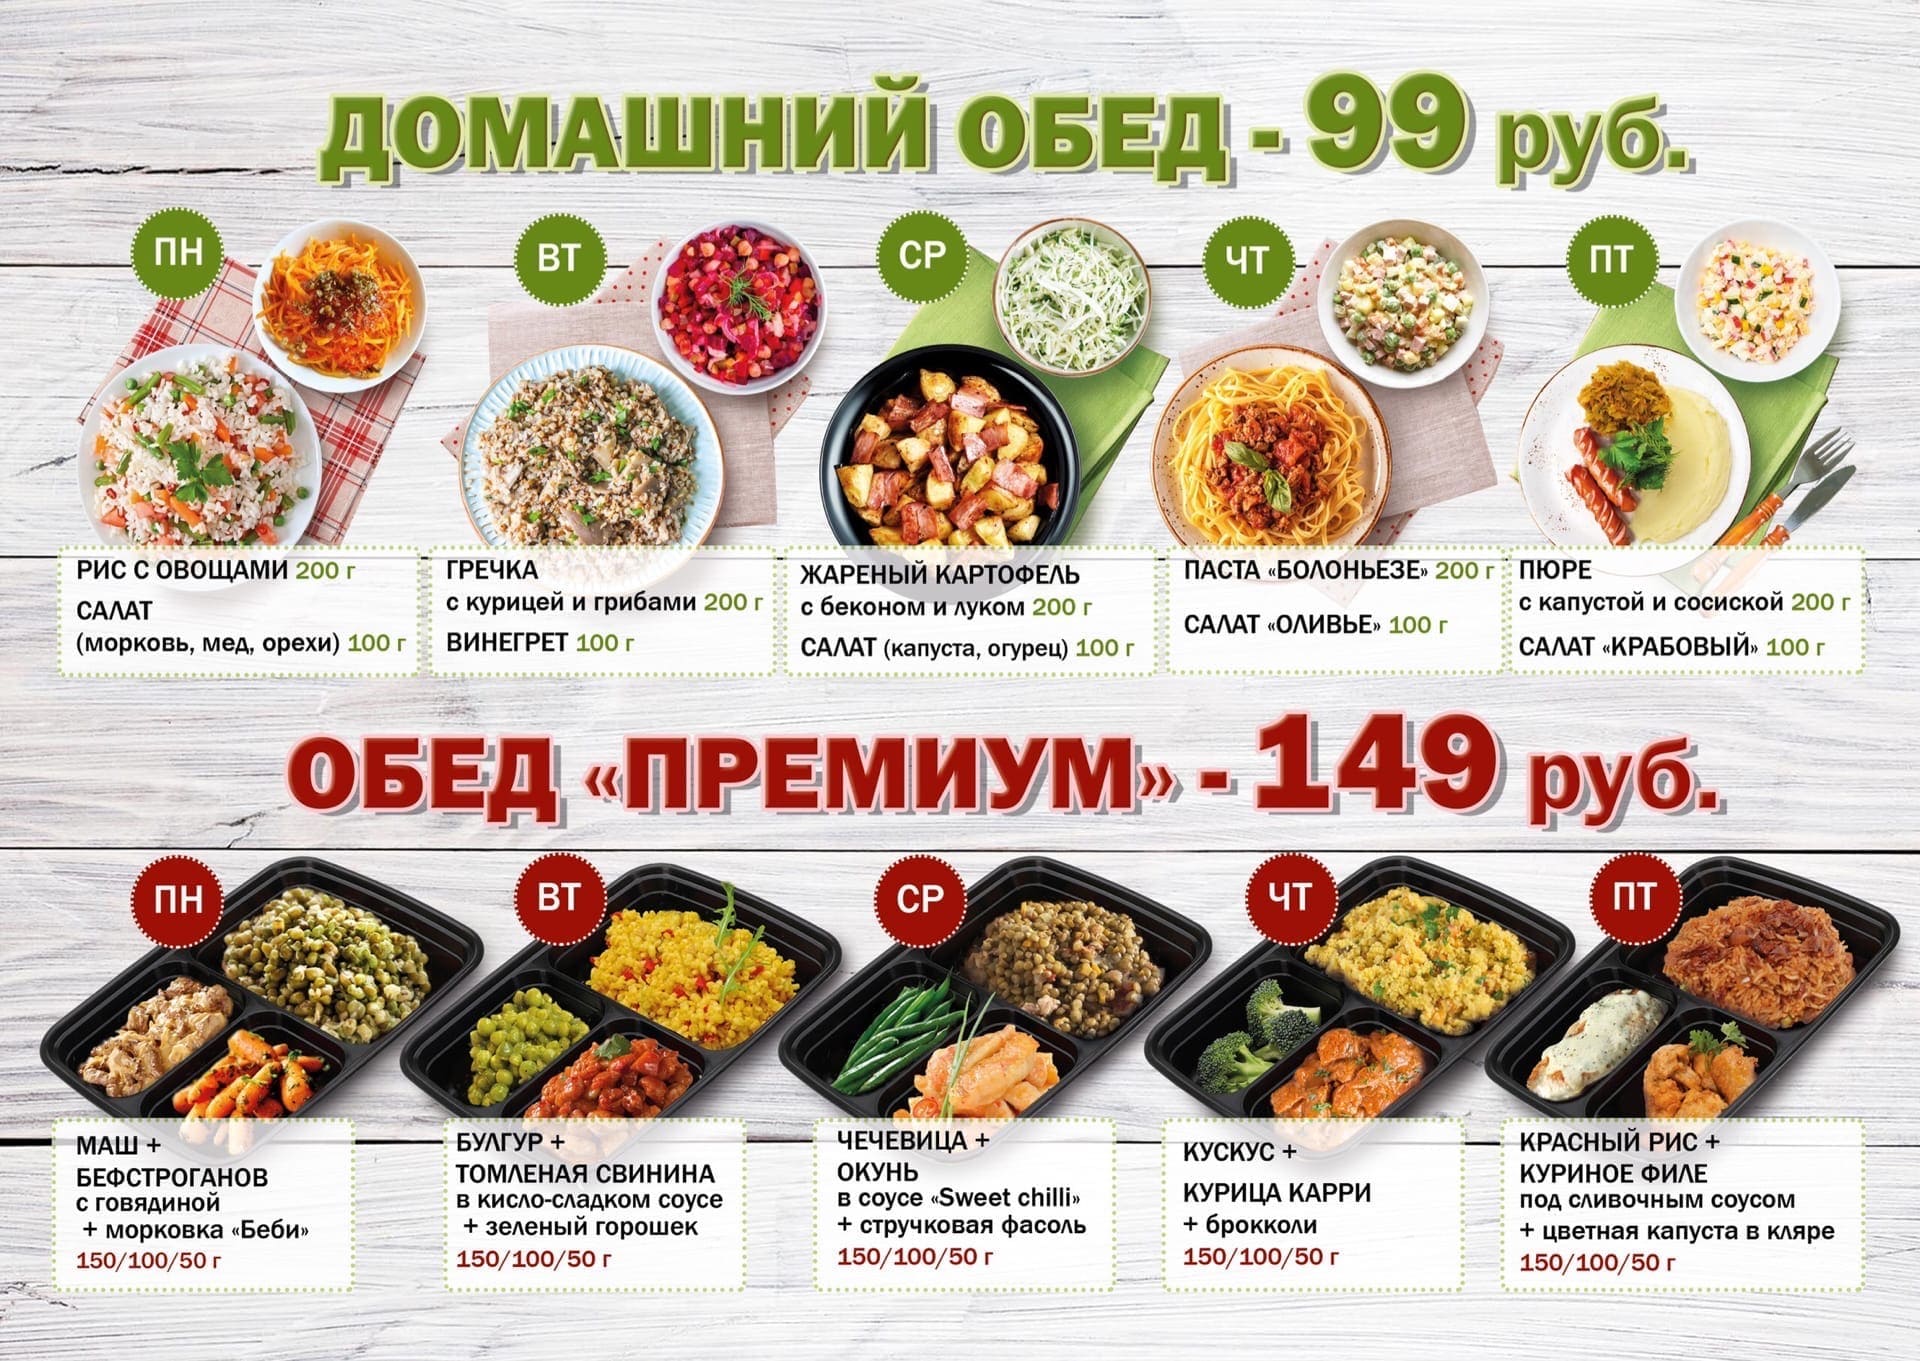 ДОМАШНИЙ ОБЕД - 99 руб.
ПН
ВТ
СР
ЧТ
ПТ
РИС С ОВОЩАМИ 200 г
САЛАТ
(морковь, мед, орехи) 100 г
ГРЕЧКА
с курицей и грибами 200 г
ВИНЕГРЕТ 100 г
ЖАРЕНЫЙ КАРТОФЕЛЬ
с беконом и луком 200 г
САЛАТ (капуста, огурец) 100 г
ПАСТА «БОЛОНЬЕЗЕ» 200 г
САЛАТ «ОЛИВЬЕ» 100 г
ПЮРЕ
с капустой и сосиской 200 г
САЛАТ «КРАБОВЫЙ» 100 г
ОБЕД «ПРЕМИУМ» - 149 руб.
ПН
ВТ
СР
ЧТ
ПТ
МАШ +
БЕФСТРОГАНОВ
с говядиной
+ морковка «Беби»
150/100/50 г
БУЛГУР +
ТОМЛЕНАЯ СВИНИНА
в кисло-сладком соусе
+ зеленый горошек
150/100/50 г
ЧЕЧЕВИЦА +
ОКУНЬ
в соусе «Sweet chilli»
+ стручковая фасоль
150/100/50 г
КУСКУС +
КУРИЦА КАРРИ
+ брокколи
150/100/50 г
КРАСНЫЙ РИС +
КУРИНОЕ ФИЛЕ
под сливочным соусом
+ цветная капуста в кляре
150/100/50 г